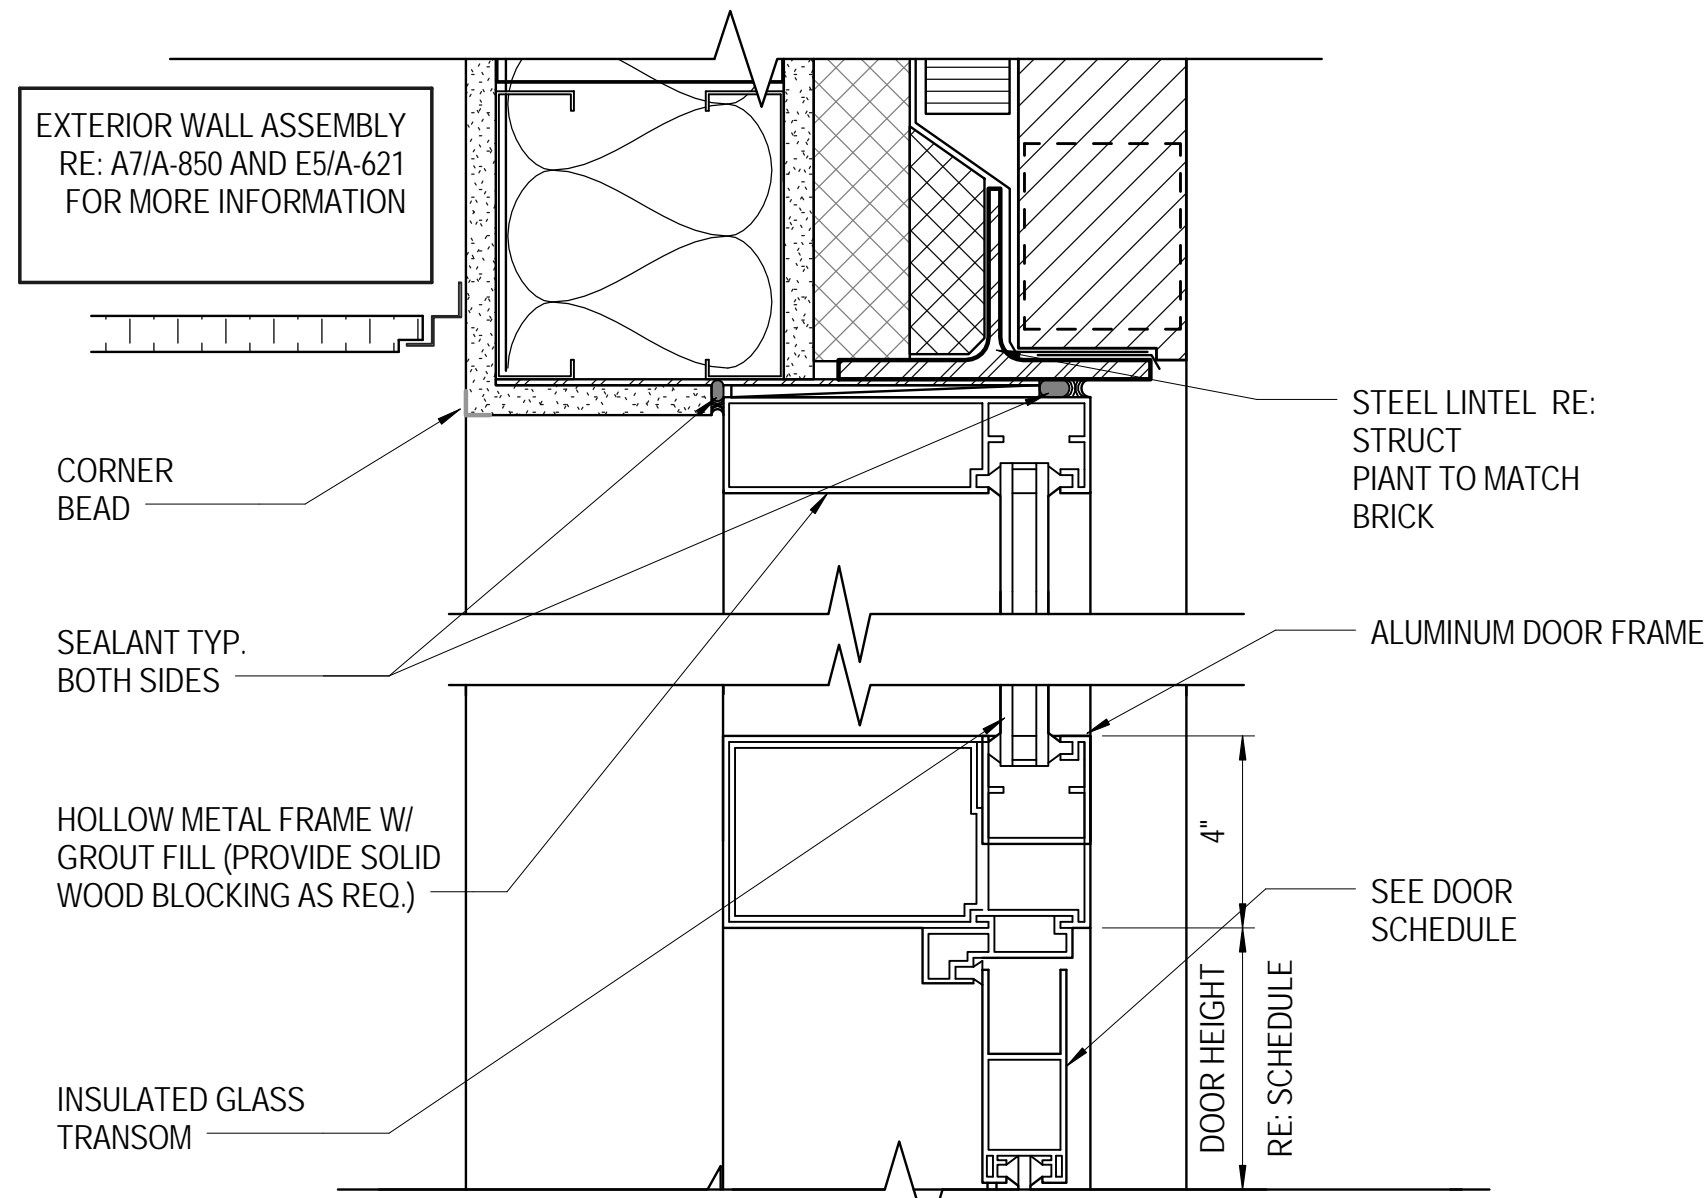 EXTERIOR WALL ASSEMBLY
RE: A7/A-850 AND E5/A-621
FOR MORE INFORMATION
CORNER
BEAD
STEEL LINTEL RE:
STRUCT
PIANT TO MATCH
BRICK
SEALANT TYP.
BOTH SIDES
ALUMINUM DOOR FRAME
HOLLOW METAL FRAME W/
GROUT FILL (PROVIDE SOLID
WOOD BLOCKING AS REQ.)
4"
SEE DOOR
SCHEDULE
INSULATED GLASS
TRANSOM
DOOR HEIGHT
RE: SCHEDULE